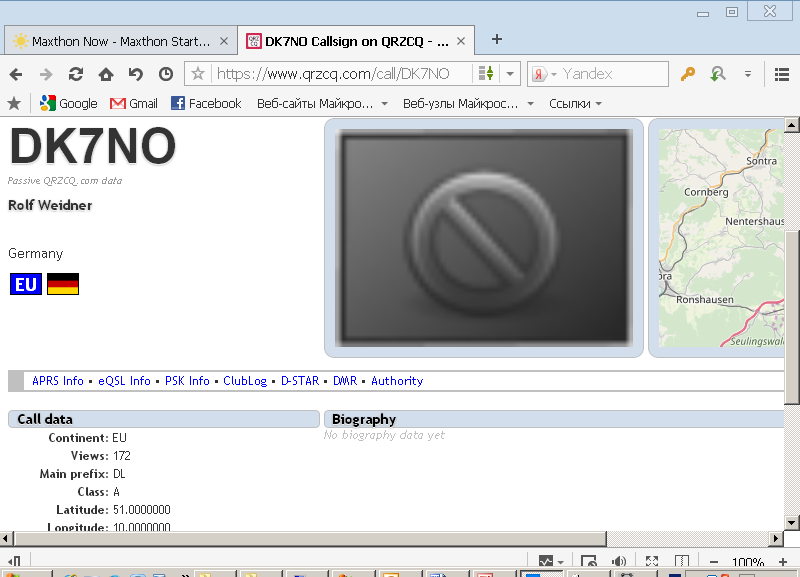 Maxthon Now - Maxthon Start...
DK7NO Callsign on QRZCQ - ...
https://www.qrzcq.com/call/DK7NO
Yandex
Google
Gmail
Facebook
Веб-сайты Майкро...
Веб-узлы Майкрос...
Ссылки
DK7NO
Passive QRZCQ.com data
Rolf Weidner
Germany
EU
Sontra
Cornberg
Nentershaus
bra
Ronshausen
Seulingswald
APRS Info • eQSL Info • PSK Info • ClubLog • D-STAR • DMR • Authority
Call data
Continent: EU
Views: 172
Main prefix: DL
Class: A
Latitude: 51.0000000
Longitude: 10.0000000
Biography
No biography data yet
100%